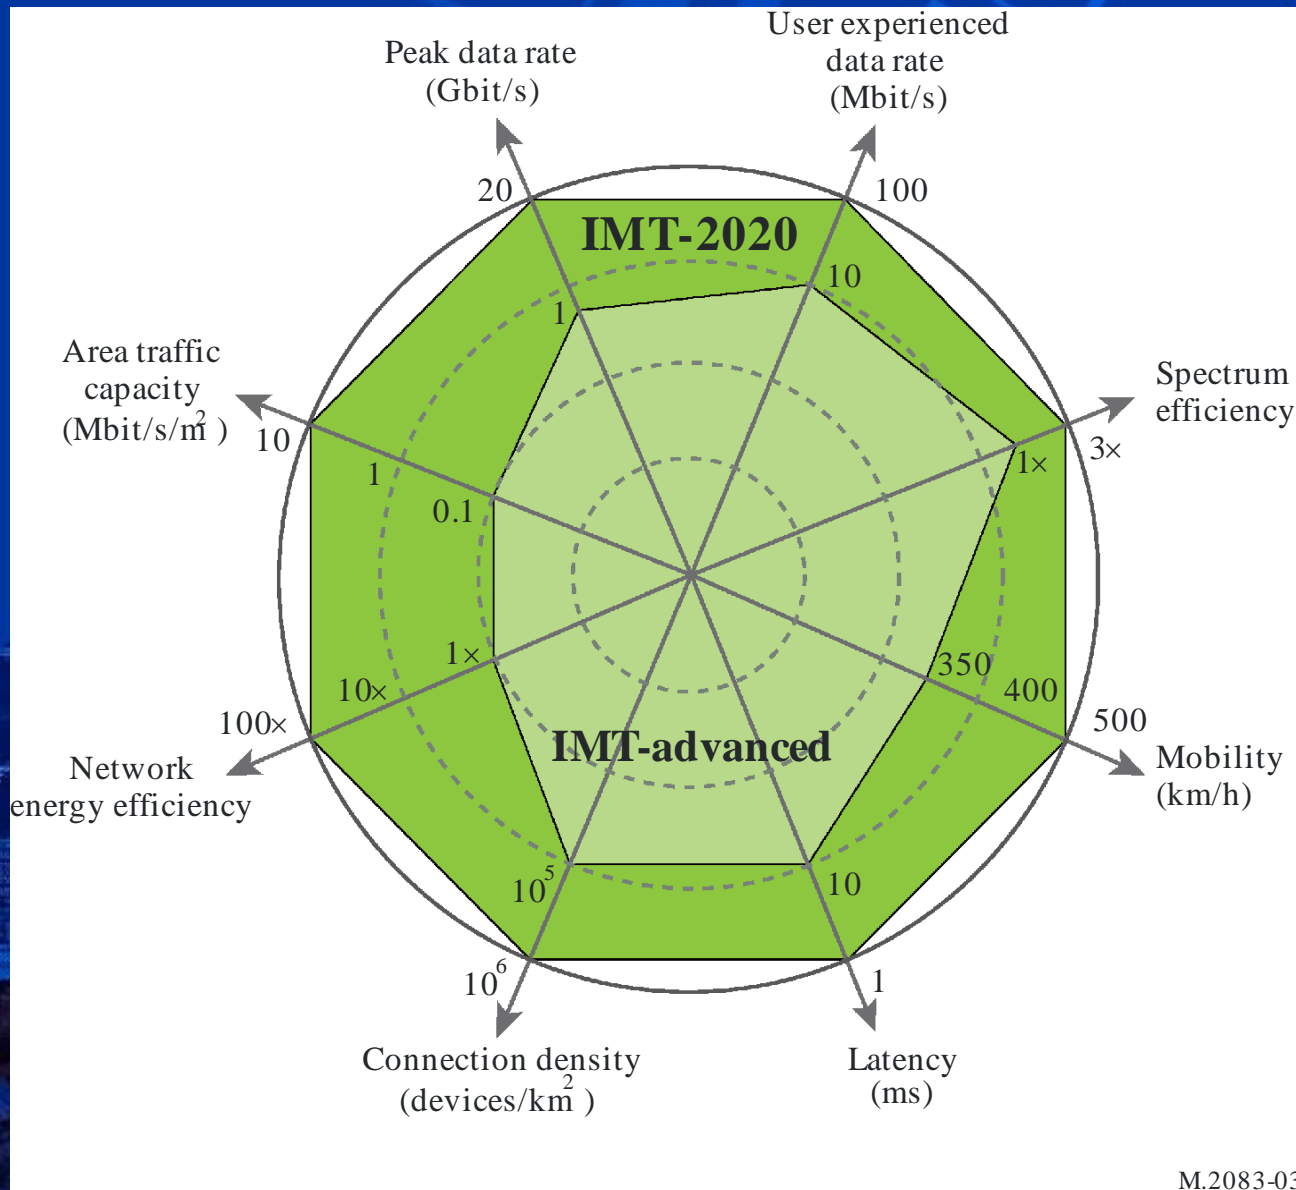 User experienced
data rate
(Mbit/s)
Peak data rate
(Gbit/s)
20
100
IMT-2020
10
1
Area traffic
capacity
(Mbit/s/m²)
10
1
0.1
Spectrum
efficiency
3×
1×
1×
10×
100×
Network
energy efficiency
350
400
500
Mobility
(km/h)
IMT-advanced
10⁵
10⁶
10
1
Connection density
(devices/km²)
Latency
(ms)
M.2083-03